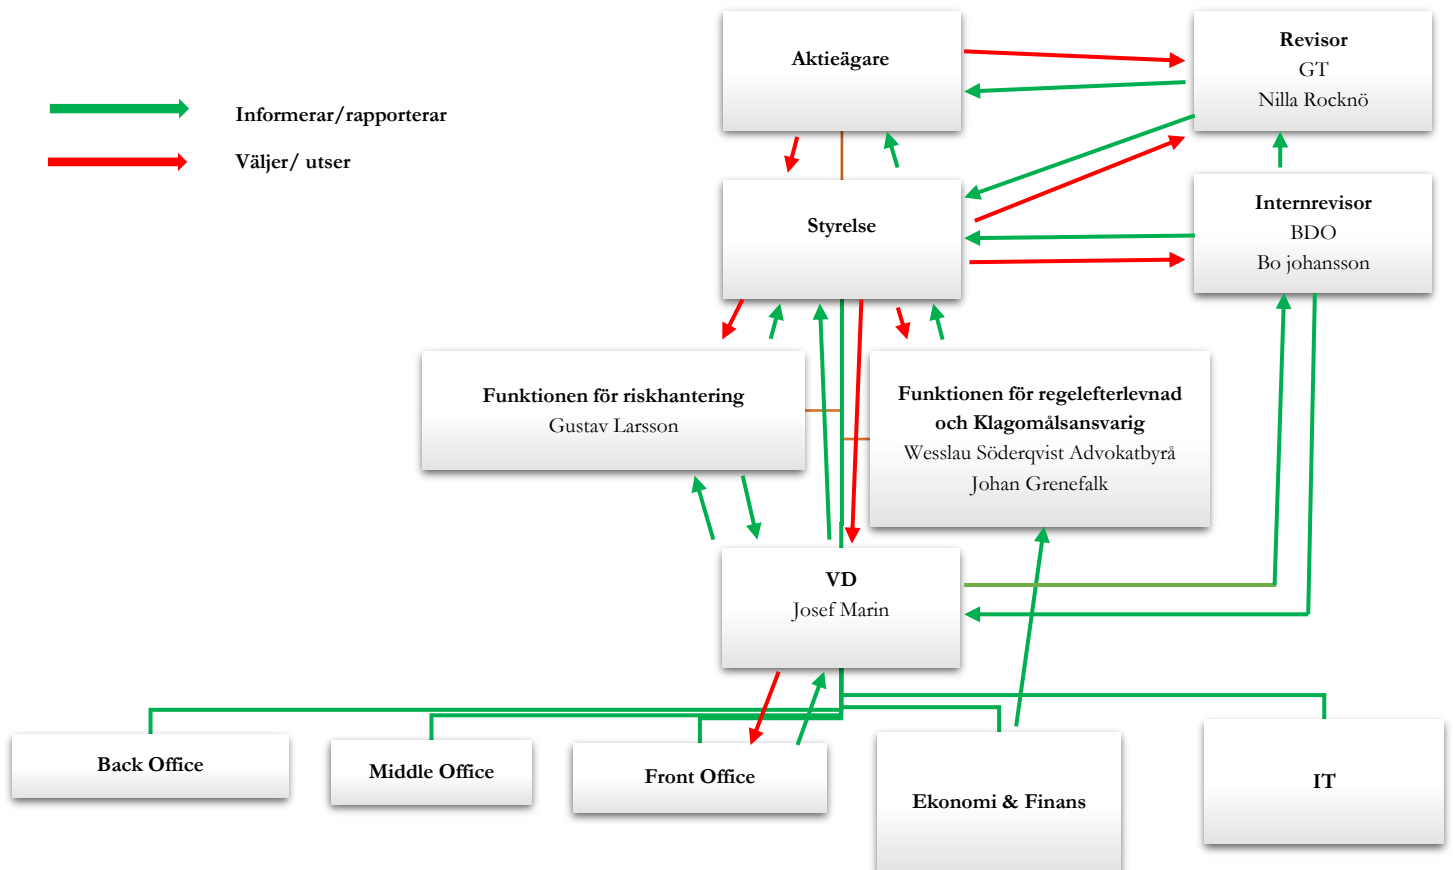 Aktieägare
Revisor
GT
Nilla Rocknö
Informerar/rapporterar
Väljer/ utser
Styrelse
Internrevisor
BDO
Bo johansson
Funktionen för riskhantering
Gustav Larsson
Funktionen för regelefterlevnad
och Klagomålsansvarig
Wesslau Söderqvist Advokatbyrå
Johan Grenefalk
VD
Josef Marin
Back Office
Middle Office
Front Office
Ekonomi & Finans
IT